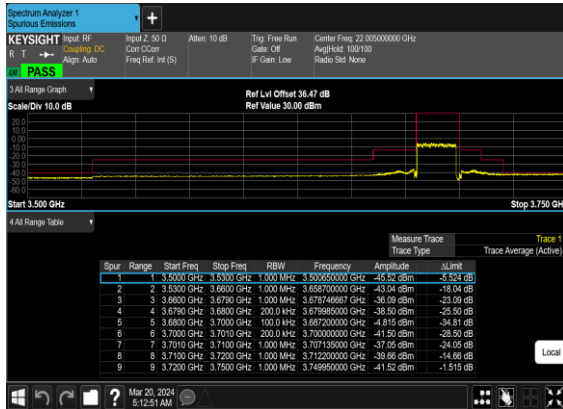 Spectrum Analyzer 1
Spurious Emissions
KEYSIGHT Input: RF Input Z: 50 Ω Atten: 10 dB Trig: Free Run Center Freq: 22.005000000 GHz
R T Coupling: DC Corr CCorr Gate: Off Avg|Hold: 100/100
Align: Auto Freq Ref: Int (S) IF Gain: Low Radio Std: None
PASS
3 All Range Graph
Ref Lvl Offset 36.47 dB
Scale/Div 10.0 dB Ref Value 30.00 dBm
20.0
10.0
0.00
-10.0
-20.0
-30.0
-40.0
-50.0
-60.0
Start 3.500 GHz Stop 3.750 GH
4 All Range Table
Measure Trace Trace 1
Trace Type Trace Average (Active)
Spur Range Start Freq Stop Freq RBW Frequency Amplitude ΔLimit
1 1 3.5000 GHz 3.5300 GHz 1.000 MHz 3.500650000 GHz -45.52 dBm -5.524 dB
2 2 3.5300 GHz 3.6600 GHz 1.000 MHz 3.658700000 GHz -43.04 dBm -18.04 dB
3 3 3.6600 GHz 3.6790 GHz 1.000 MHz 3.678746667 GHz -36.09 dBm -23.09 dB
4 4 3.6790 GHz 3.6800 GHz 200.0 kHz 3.679985000 GHz -38.50 dBm -25.50 dB
5 5 3.6800 GHz 3.7000 GHz 100.0 kHz 3.687200000 GHz -4.815 dBm -34.81 dB
6 6 3.7000 GHz 3.7010 GHz 200.0 kHz 3.700000000 GHz -41.50 dBm -28.50 dB
7 7 3.7010 GHz 3.7100 GHz 1.000 MHz 3.707135000 GHz -37.05 dBm -24.05 dB
8 8 3.7100 GHz 3.7200 GHz 1.000 MHz 3.712200000 GHz -39.66 dBm -14.66 dB
9 9 3.7200 GHz 3.7500 GHz 1.000 MHz 3.749950000 GHz -41.52 dBm -1.515 dB
Local
Mar 20, 2024
5:12:51 AM